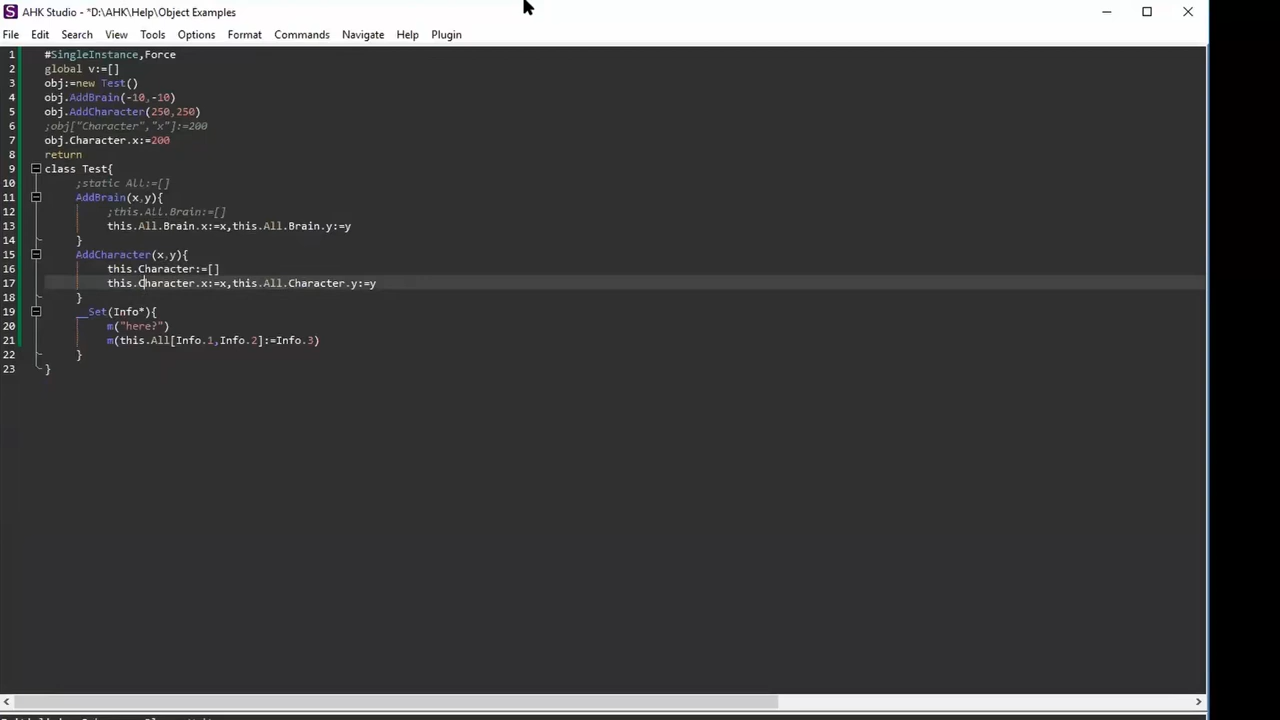 AHK Studio - *D:\AHK\Help\Object Examples
File Edit Search View Tools Options Format Commands Navigate Help Plugin
1 #SingleInstance,Force
2 global v:=[]
3 obj:=new Test()
4 obj.AddBrain(-10,-10)
5 obj.AddCharacter(250,250)
6 ;obj["Character","x"]:=200
7 obj.Character.x:=200
8 return
9 class Test{
10 ;static All:=[]
11 AddBrain(x,y){
12 ;this.All.Brain:=[]
13 this.All.Brain.x:=x,this.All.Brain.y:=y
14 }
15 AddCharacter(x,y){
16 this.Character:=[]
17 this.Character.x:=x,this.All.Character.y:=y
18 }
19 __Set(Info*){
20 m("here?")
21 m(this.All[Info.1,Info.2]:=Info.3)
22 }
23 }